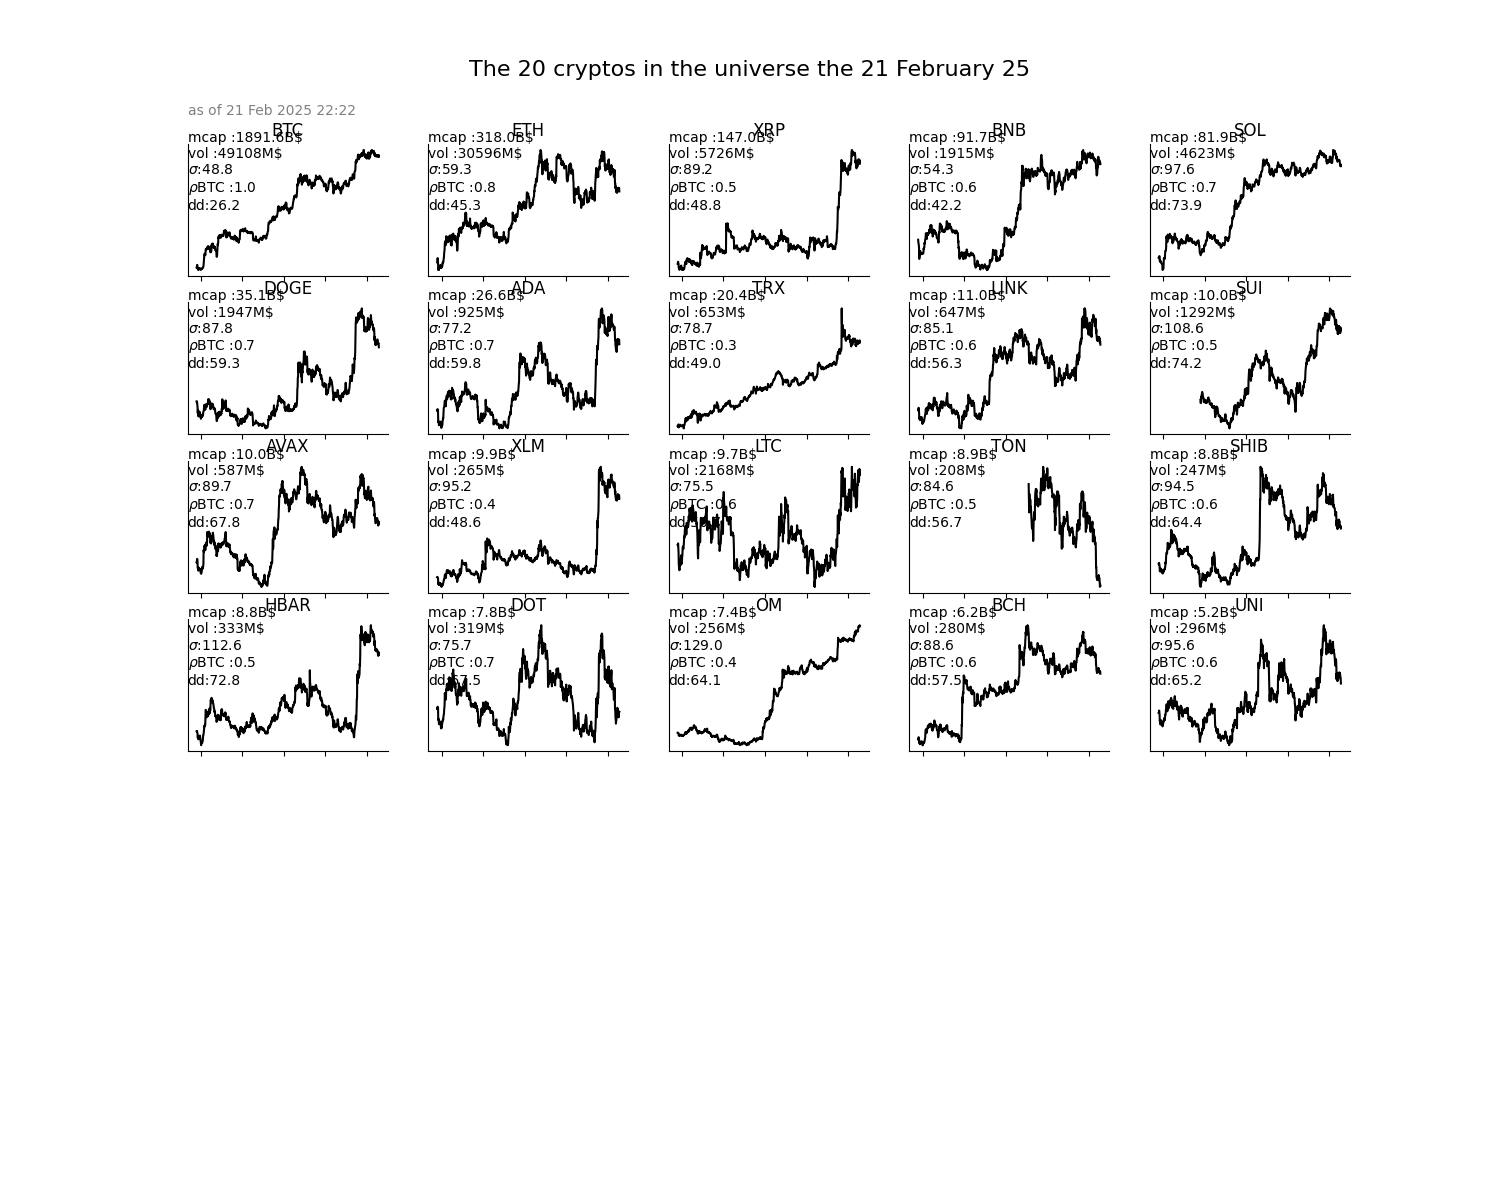 The 20 cryptos in the universe the 21 February 25
as of 21 Feb 2025 22:22
BTC
mcap :1891.6B$
vol :49108M$
σ:48.8
ρBTC :1.0
dd:26.2
ETH
mcap :318.0B$
vol :30596M$
σ:59.3
ρBTC :0.8
dd:45.3
XRP
mcap :147.0B$
vol :5726M$
σ:89.2
ρBTC :0.5
dd:48.8
BNB
mcap :91.7B$
vol :1915M$
σ:54.3
ρBTC :0.6
dd:42.2
SOL
mcap :81.9B$
vol :4623M$
σ:97.6
ρBTC :0.7
dd:73.9
DOGE
mcap :35.1B$
vol :1947M$
σ:87.8
ρBTC :0.7
dd:59.3
ADA
mcap :26.6B$
vol :925M$
σ:77.2
ρBTC :0.7
dd:59.8
TRX
mcap :20.4B$
vol :653M$
σ:78.7
ρBTC :0.3
dd:49.0
LINK
mcap :11.0B$
vol :647M$
σ:85.1
ρBTC :0.6
dd:56.3
SUI
mcap :10.0B$
vol :1292M$
σ:108.6
ρBTC :0.5
dd:74.2
AVAX
mcap :10.0B$
vol :587M$
σ:89.7
ρBTC :0.7
dd:67.8
XLM
mcap :9.9B$
vol :265M$
σ:95.2
ρBTC :0.4
dd:48.6
LTC
mcap :9.7B$
vol :2168M$
σ:75.5
ρBTC :0.6
TON
mcap :8.9B$
vol :208M$
σ:84.6
ρBTC :0.5
dd:56.7
SHIB
mcap :8.8B$
vol :247M$
σ:94.5
ρBTC :0.6
dd:64.4
HBAR
mcap :8.8B$
vol :333M$
σ:112.6
ρBTC :0.5
dd:72.8
DOT
mcap :7.8B$
vol :319M$
σ:75.7
ρBTC :0.7
dd:67.5
OM
mcap :7.4B$
vol :256M$
σ:129.0
ρBTC :0.4
dd:64.1
BCH
mcap :6.2B$
vol :280M$
σ:88.6
ρBTC :0.6
dd:57.5
UNI
mcap :5.2B$
vol :296M$
σ:95.6
ρBTC :0.6
dd:65.2